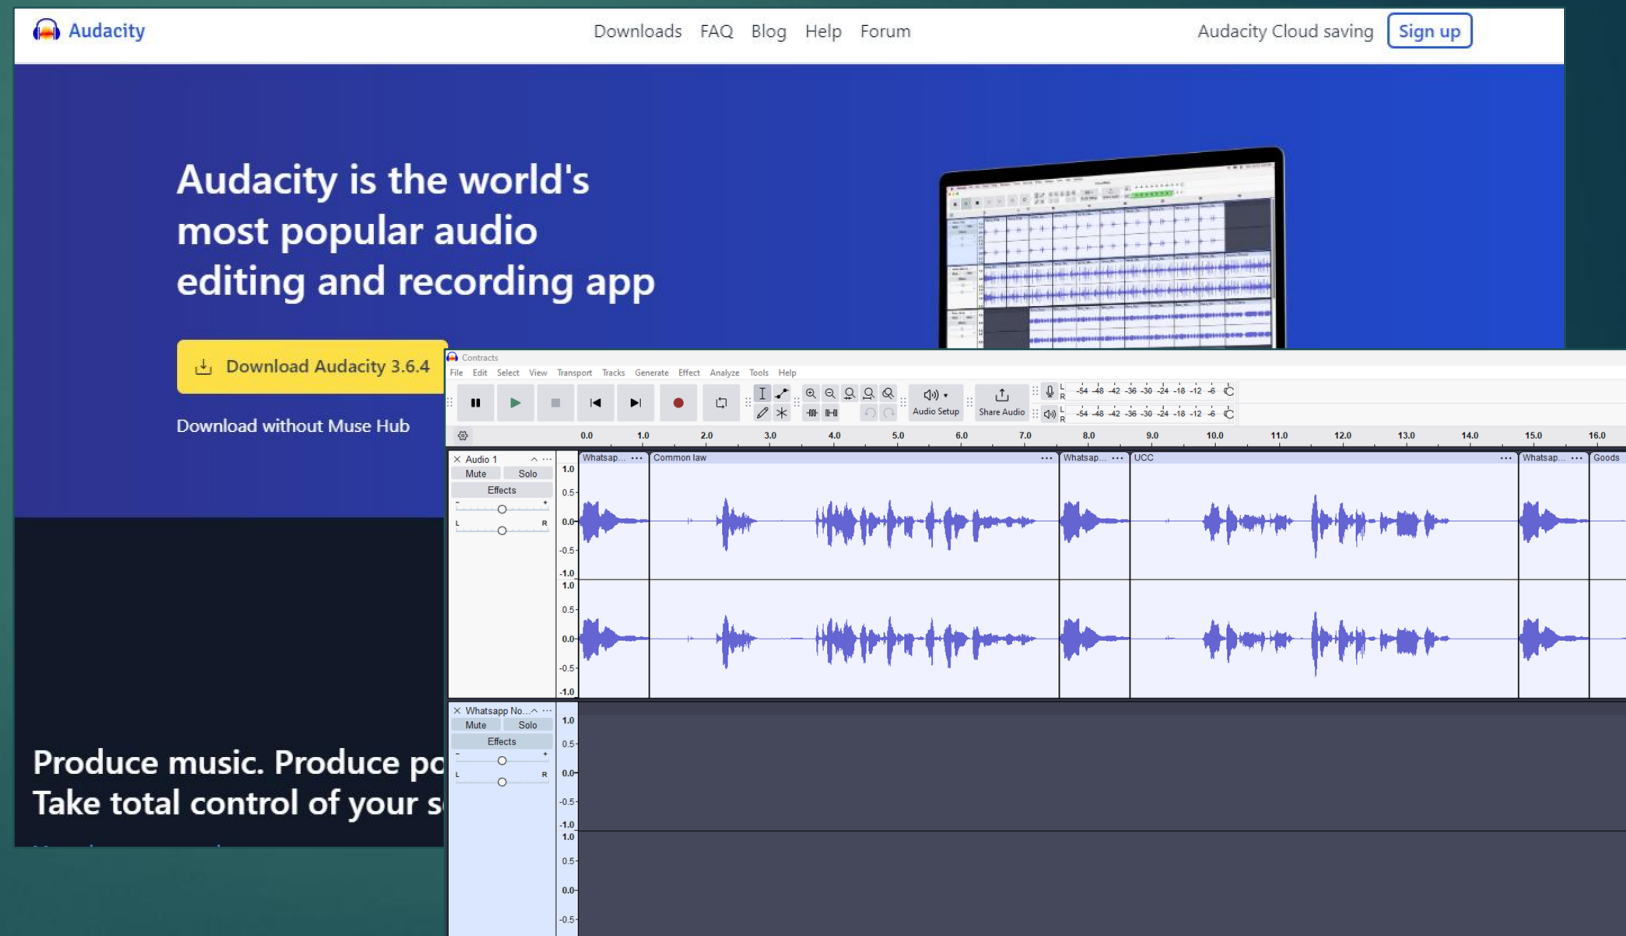 Audacity
Downloads FAQ Blog Help Forum
Audacity Cloud saving Sign up
Audacity is the world's
most popular audio
editing and recording app
Download Audacity 3.6.4
Download without Muse Hub
Produce music. Produce po
Take total control of your s
Contracts
File Edit Select View Transport Tracks Generate Effect Analyze Tools Help
Audio Setup
Share Audio
L
R
-54 -48 -42 -36 -30 -24 -18 -12 -6
L
R
-54 -48 -42 -36 -30 -24 -18 -12 -6
0.0 1.0 2.0 3.0 4.0 5.0 6.0 7.0 8.0 9.0 10.0 11.0 12.0 13.0 14.0 15.0 16.0
Audio 1
Mute Solo
Effects
- +
L R
1.0
0.5
0.0
-0.5
-1.0
1.0
0.5
0.0
-0.5
-1.0
Whatsap... Common law Whatsap... UCC Whatsap... Goods
Whatsapp No...
Mute Solo
Effects
- +
L R
1.0
0.5
0.0
-0.5
-1.0
1.0
0.5
0.0
-0.5